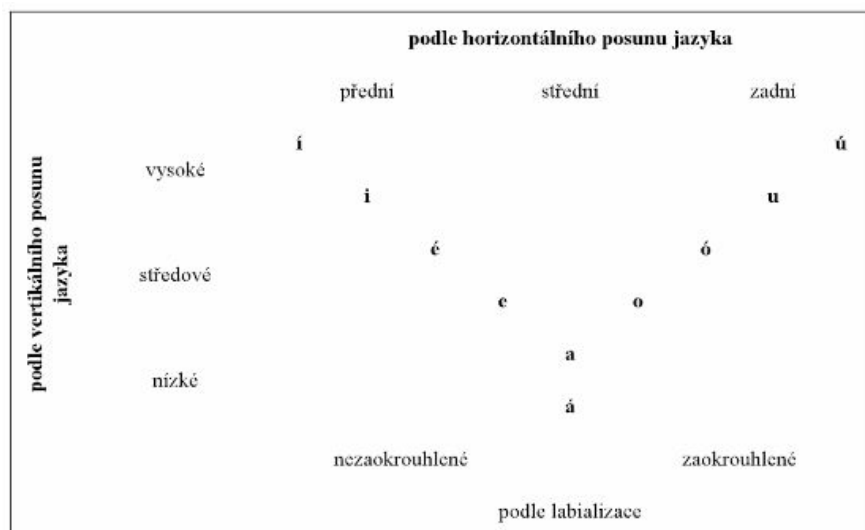 podle horizontálního posunu jazyka
přední střední zadní
í ú
vysoké
i u
podle vertikálního posunu
jazyka
é ó
středové
e o
a
nízké
á
nezaokrouhlené zaokrouhlené
podle labializace